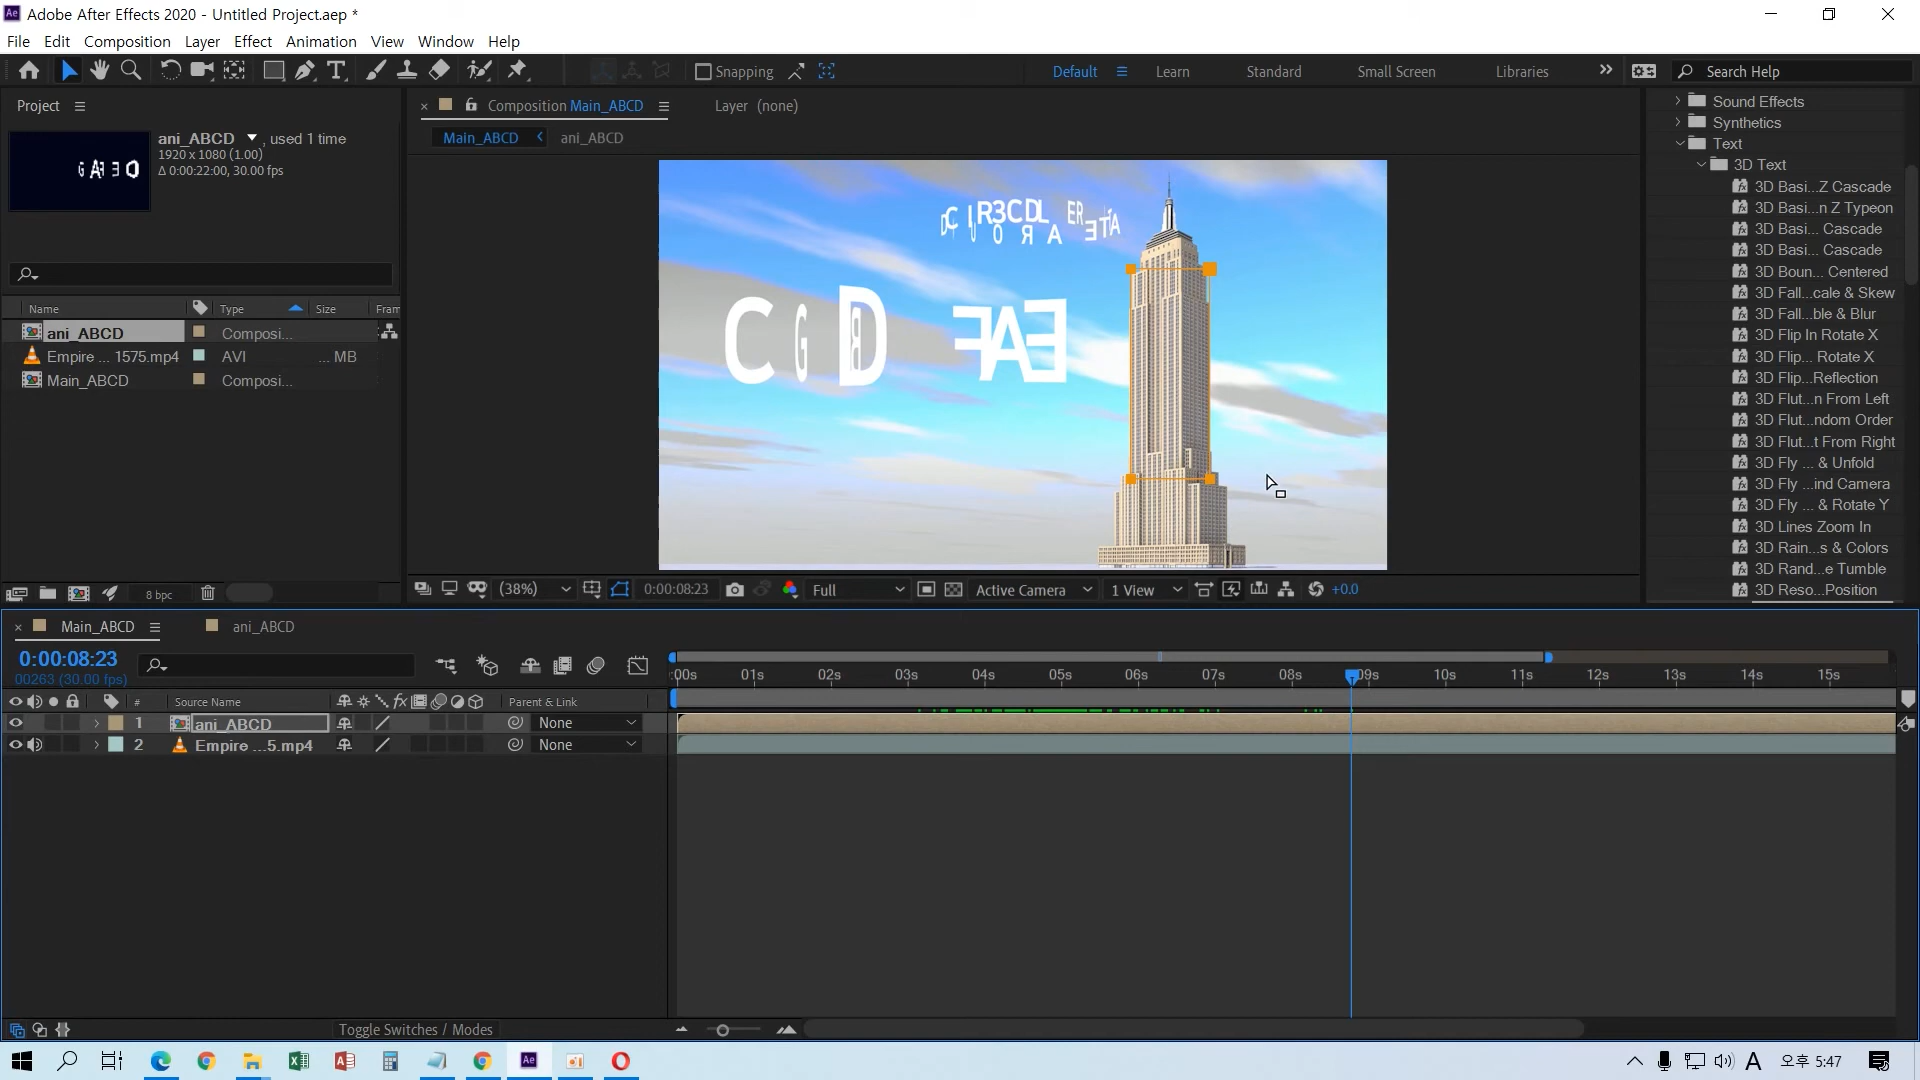 Adobe After Effects 2020 - Untitled Project.aep *
File Edit Composition Layer Effect Animation View Window Help
Snapping Default Learn Standard Small Screen Libraries Search Help
Project
ani_ABCD , used 1 time
1920 x 1080 (1.00)
Δ 0:00:22:00, 30.00 fps
Name Type Size Fram
ani_ABCD Composi...
Empire ... 1575.mp4 AVI ... MB
Main_ABCD Composi...
8 bpc
Composition Main_ABCD Layer (none)
Main_ABCD ani_ABCD
(38%) 0:00:08:23 Full Active Camera 1 View +0.0
Sound Effects
Synthetics
Text
3D Text
3D Basi...Z Cascade
3D Basi...n Z Typeon
3D Basi... Cascade
3D Basi... Cascade
3D Boun... Centered
3D Fall...cale & Skew
3D Fall...ble & Blur
3D Flip In Rotate X
3D Flip... Rotate X
3D Flip...Reflection
3D Flut...n From Left
3D Flut...ndom Order
3D Flut...t From Right
3D Fly ... & Unfold
3D Fly ...ind Camera
3D Fly ... & Rotate Y
3D Lines Zoom In
3D Rain...s & Colors
3D Rand...e Tumble
3D Reso...Position
Main_ABCD ani_ABCD
0:00:08:23
00263 (30.00 fps)
:00s 01s 02s 03s 04s 05s 06s 07s 08s 09s 10s 11s 12s 13s 14s 15s
# Source Name Parent & Link
1 ani_ABCD None
2 Empire ...5.mp4 None
Toggle Switches / Modes
A 오후 5:47